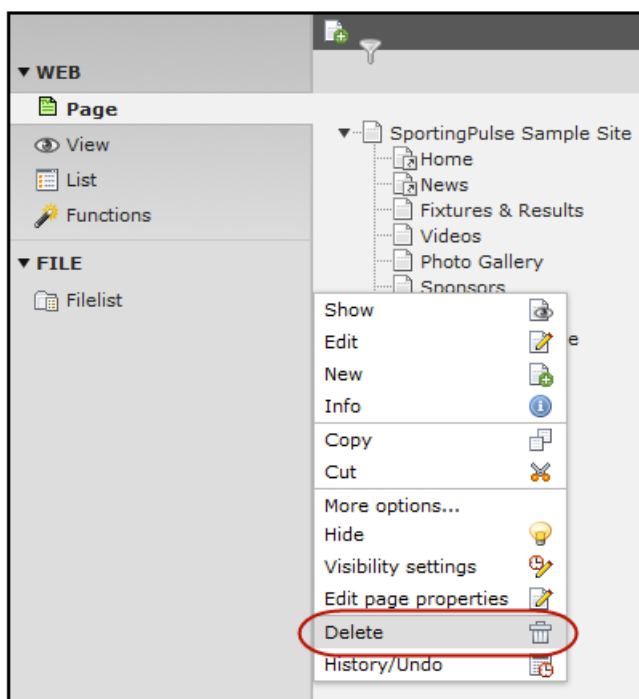 WEB
Page
View
List
Functions
FILE
Filelist
SportingPulse Sample Site
Home
News
Fixtures & Results
Videos
Photo Gallery
Sponsors
e
Show
Edit
New
Info
Copy
Cut
More options...
Hide
Visibility settings
Edit page properties
Delete
History/Undo